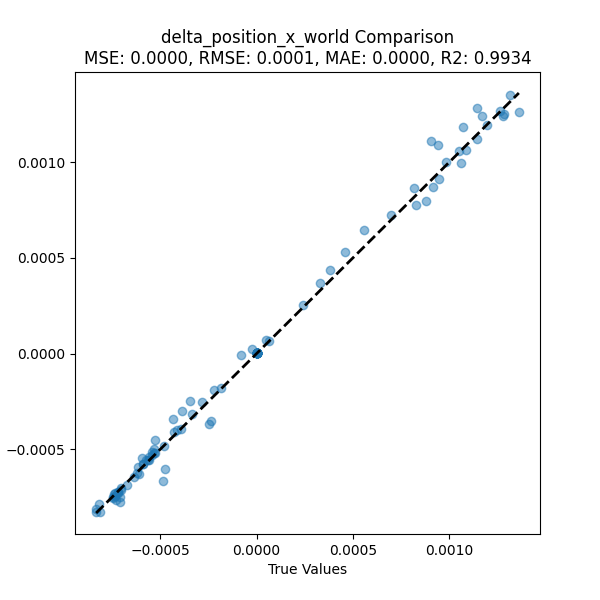 delta_position_x_world Comparison
MSE: 0.0000, RMSE: 0.0001, MAE: 0.0000, R2: 0.9934
0.0010
0.0005
0.0000
−0.0005
−0.0005 0.0000 0.0005 0.0010
True Values